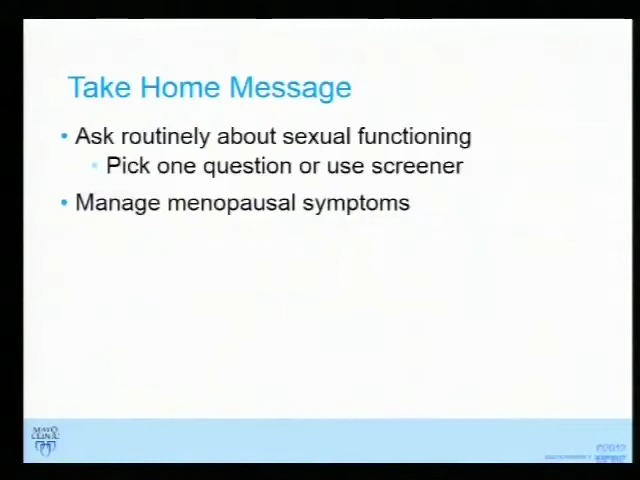 Take Home Message
• Ask routinely about sexual functioning
• Pick one question or use screener
• Manage menopausal symptoms
MAYO
CLINIC